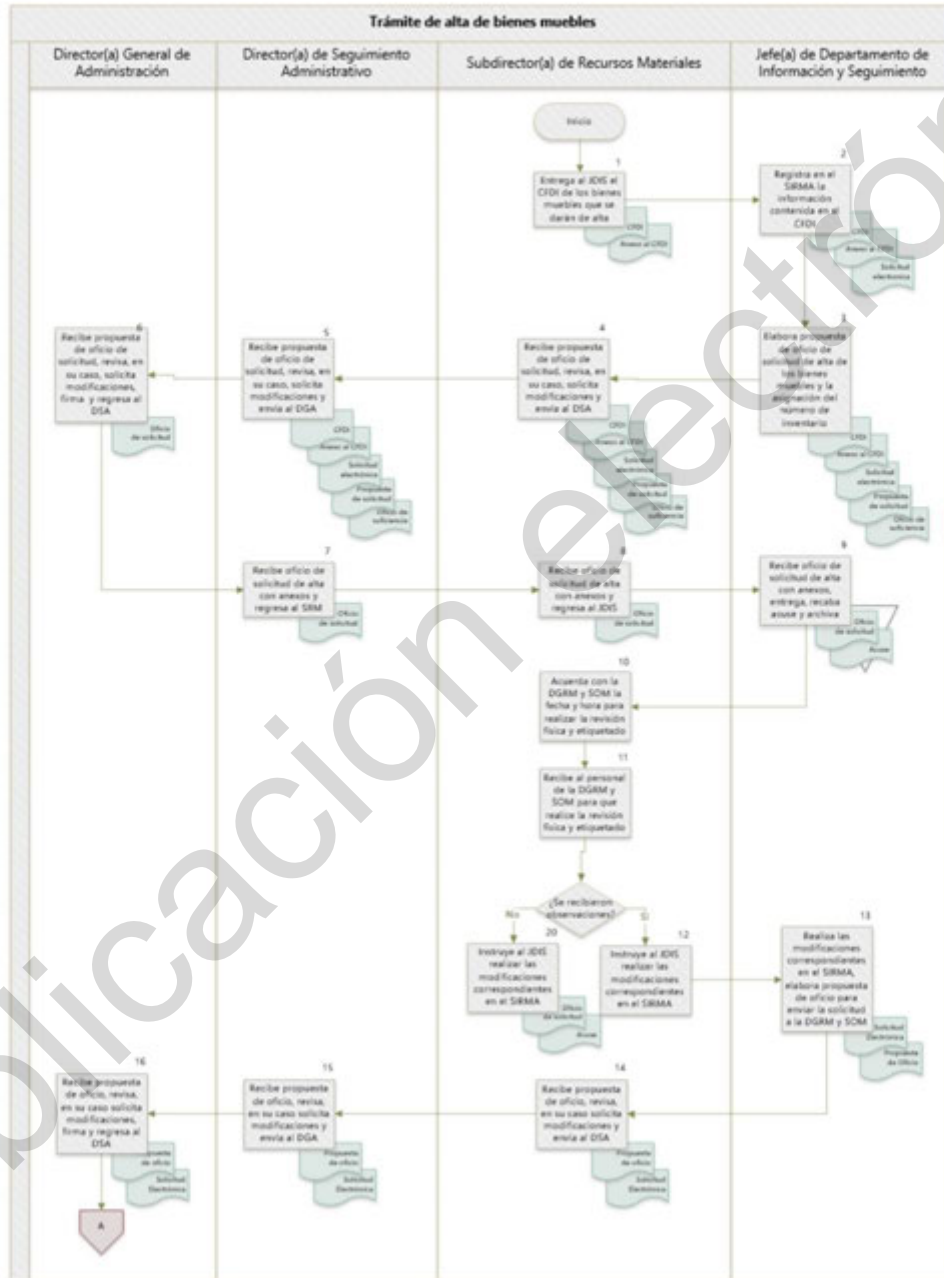 Trámite de alta de bienes muebles
Director(a) General de
Administración
Director(a) de Seguimiento
Administrativo
Subdirector(a) de Recursos Materiales
Jefe(a) de Departamento de
Información y Seguimiento
Inicio
1
Entrega al JDIS el
CFDI de los bienes
muebles que se
darán de alta
CFDI
Anexo al CFDI
2
Registra en el
SIRMA la
información
contenida en al
CFDI
CFDI
Anexo al CFDI
Solicitud
electrónica
3
Elabora propuesta
de oficio de
solicitud de alta de
los bienes
muebles y la
asignación del
número de
inventario
CFDI
Anexo al CFDI
Solicitud
electrónica
Propuesta
de solicitud
Oficio de
suficiencia
4
Recibe propuesta
de oficio de
solicitud, revisa, en
su caso, solicita
modificaciones y
envía al DSA
CFDI
Anexo al CFDI
Solicitud
electrónica
Propuesta
de solicitud
Oficio de
suficiencia
5
Recibe propuesta
de oficio de
solicitud, revisa, en
su caso, solicita
modificaciones y
envía al DGA
CFDI
Anexo al CFDI
Solicitud
electrónica
Propuesta
de solicitud
Oficio de
suficiencia
6
Recibe propuesta
de oficio de
solicitud, revisa, en
su caso, solicita
modificaciones,
firma y regresa al
DSA
Oficio
de solicitud
7
Recibe oficio de
solicitud de alta
con anexos y
regresa al SRM
Oficio
de solicitud
8
Recibe oficio de
solicitud de alta
con anexos y
regresa al JDIS
Oficio
de solicitud
9
Recibe oficio de
solicitud de alta
con anexos,
entrega, recaba
acuse y archiva
Oficio
de solicitud
Acuse
10
Acuerda con la
DGRM y SOM la
fecha y hora para
realizar la revisión
física y etiquetado
11
Recibe al personal
de la DGRM y
SOM para que
realice la revisión
física y etiquetado
¿Se recibieron
observaciones?
No
Si
20
Instruye al JDIS
realizar las
modificaciones
correspondientes
en el SIRMA
Oficio
de solicitud
Acuse
12
Instruye al JDIS
realizar las
modificaciones
correspondientes
en el SIRMA
13
Realiza las
modificaciones
correspondientes
en el SIRMA,
elabora propuesta
de oficio para
enviar la solicitud
a la DGRM y SOM
Solicitud
Electrónica
Propuesta
de Oficio
14
Recibe propuesta
de oficio, revisa,
en su caso solicita
modificaciones y
envía al DSA
Propuesta
de oficio
Solicitud
Electrónica
15
Recibe propuesta
de oficio, revisa,
en su caso solicita
modificaciones y
envía al DGA
Propuesta
de oficio
Solicitud
Electrónica
16
Recibe propuesta
de oficio, revisa,
en su caso solicita
modificaciones,
firma y regresa al
DSA
Propuesta
de oficio
Solicitud
Electrónica
A
plicación electrón